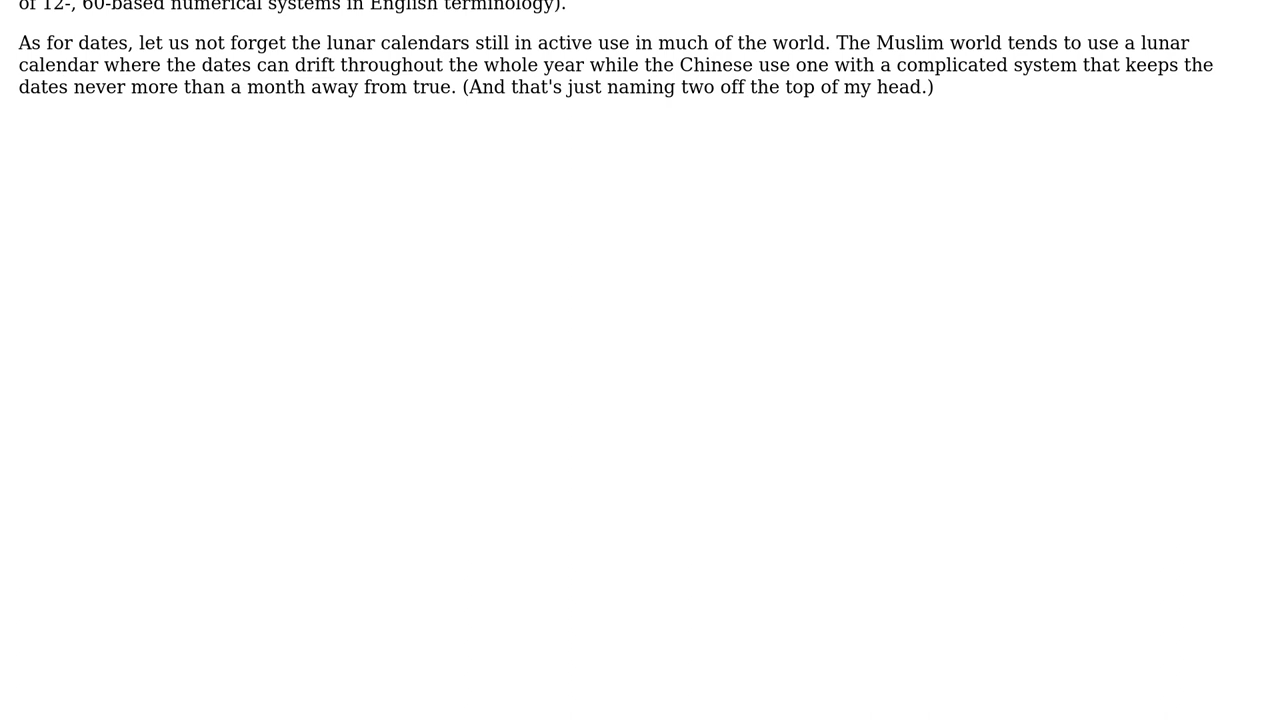 of 12-, 60-based numerical systems in English terminology).
As for dates, let us not forget the lunar calendars still in active use in much of the world. The Muslim world tends to use a lunar
calendar where the dates can drift throughout the whole year while the Chinese use one with a complicated system that keeps the
dates never more than a month away from true. (And that's just naming two off the top of my head.)